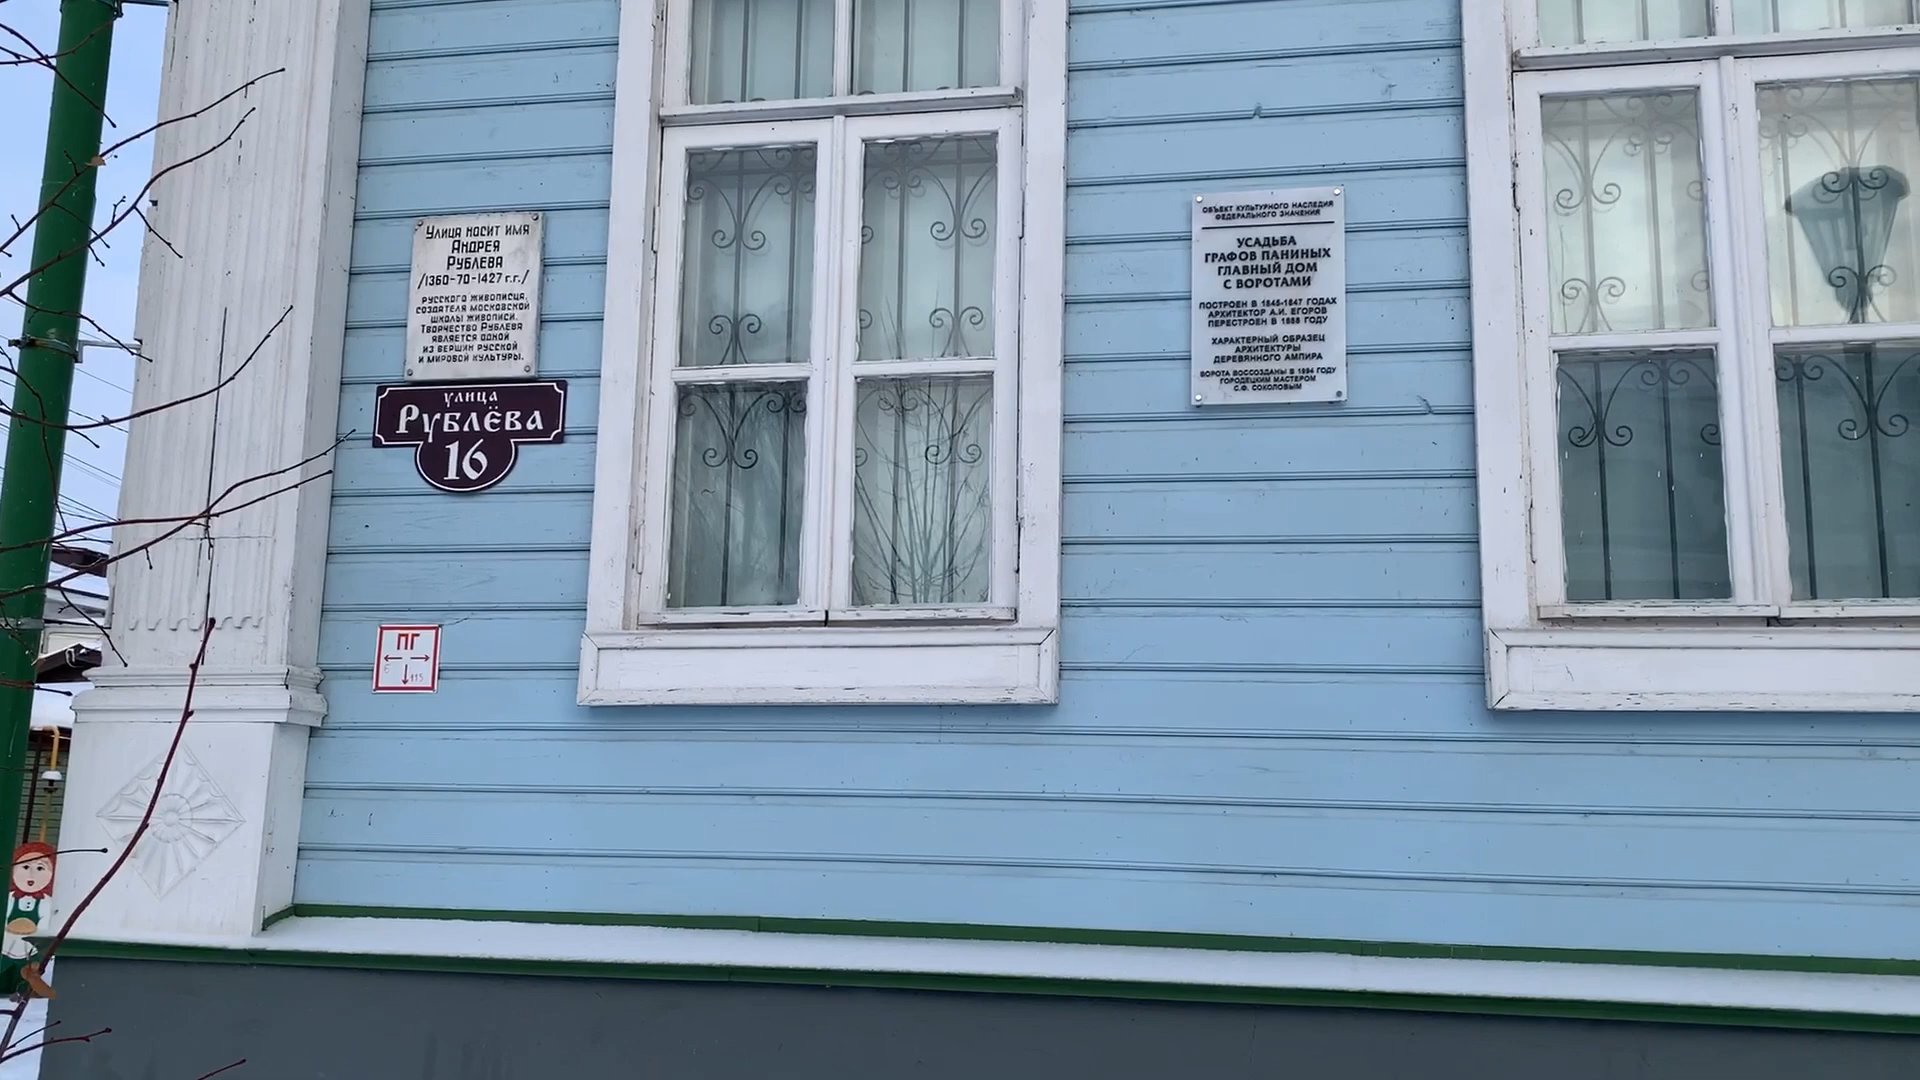 Улица носит имя
Андрея
Рублева
/1360-70-1427 г.г./
русского живописца,
создателя московской
школы живописи.
Творчество Рублева
является одной
из вершин русской
и мировой культуры.
улица
Рублёва
16
ПГ
6
ОБЪЕКТ КУЛЬТУРНОГО НАСЛЕДИЯ
ФЕДЕРАЛЬНОГО ЗНАЧЕНИЯ
УСАДЬБА
ГРАФОВ ПАНИНЫХ
ГЛАВНЫЙ ДОМ
С ВОРОТАМИ
ПОСТРОЕН В 1845-1847 ГОДАХ
АРХИТЕКТОР А.И. ЕГОРОВ
ПЕРЕСТРОЕН В 1888 ГОДУ
ХАРАКТЕРНЫЙ ОБРАЗЕЦ
АРХИТЕКТУРЫ
ДЕРЕВЯННОГО АМПИРА
ВОРОТА ВОССОЗДАНЫ В 1994 ГОДУ
ГОРОДЕЦКИМ МАСТЕРОМ
С.Ф. СОКОЛОВЫМ